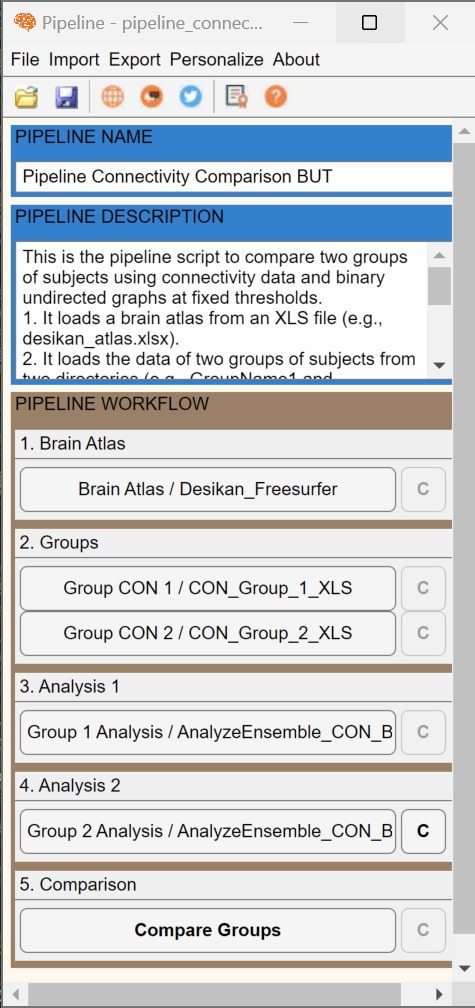 Pipeline - pipeline_connec...
File Import Export Personalize About
PIPELINE NAME
Pipeline Connectivity Comparison BUT
PIPELINE DESCRIPTION
This is the pipeline script to compare two groups
of subjects using connectivity data and binary
undirected graphs at fixed thresholds.
1. It loads a brain atlas from an XLS file (e.g.,
desikan_atlas.xlsx).
2. It loads the data of two groups of subjects from
two directories (e.g., GroupName1 and
PIPELINE WORKFLOW
1. Brain Atlas
Brain Atlas / Desikan_Freesurfer C
2. Groups
Group CON 1 / CON_Group_1_XLS C
Group CON 2 / CON_Group_2_XLS C
3. Analysis 1
Group 1 Analysis / AnalyzeEnsemble_CON_B C
4. Analysis 2
Group 2 Analysis / AnalyzeEnsemble_CON_B C
5. Comparison
Compare Groups C